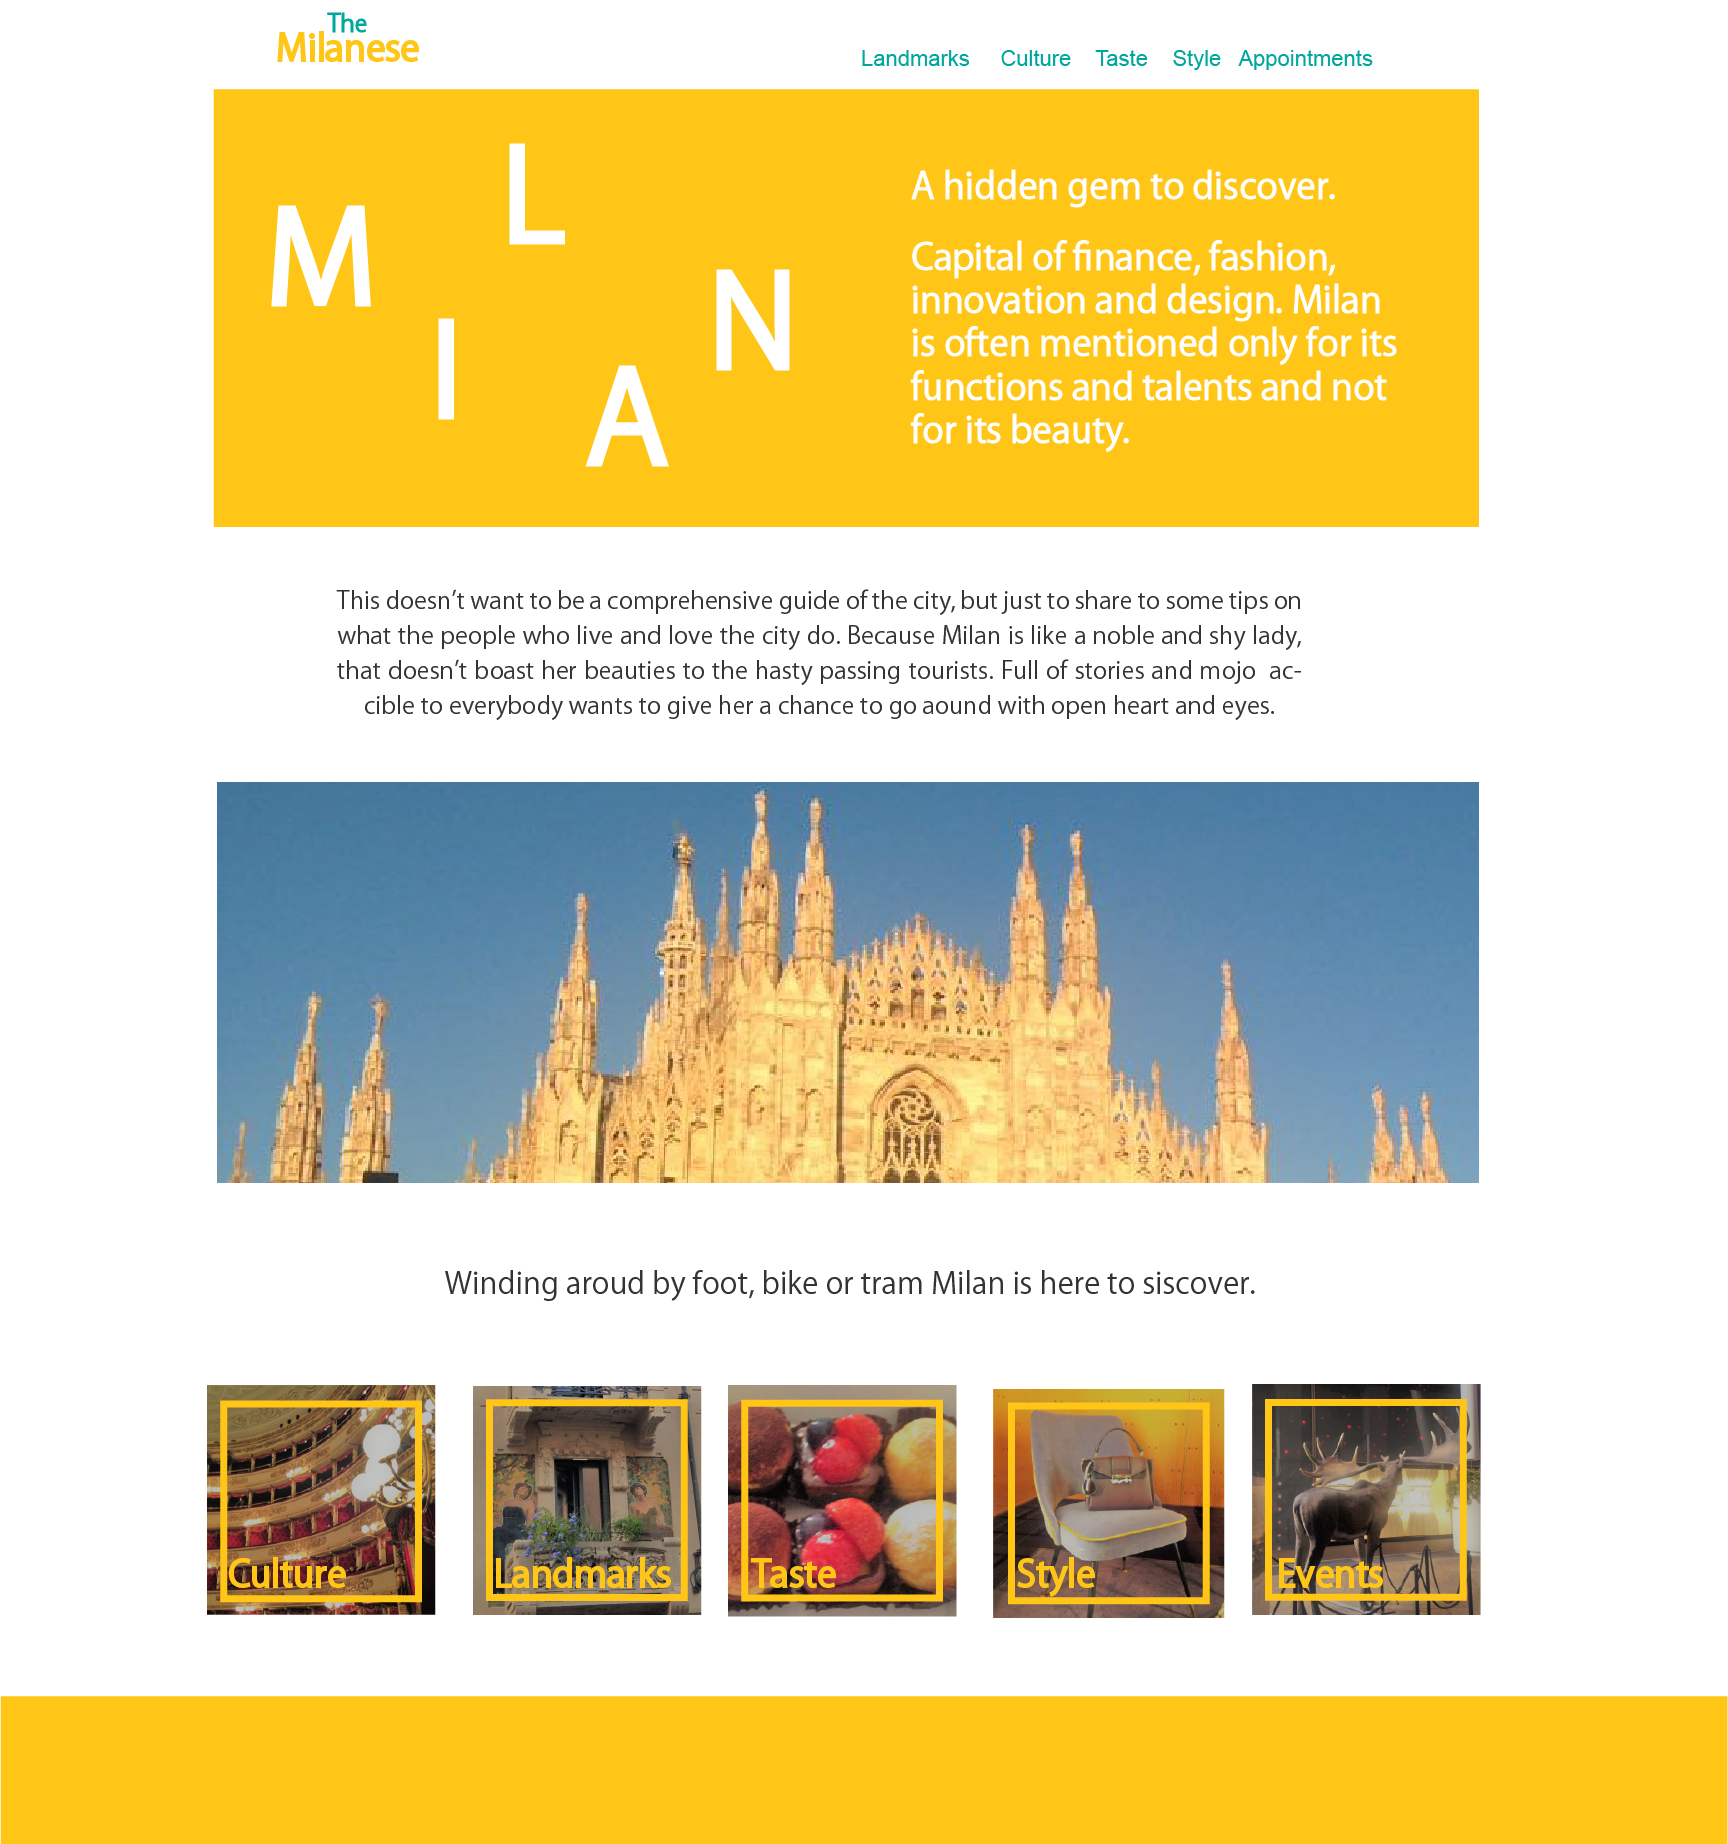 The
Milanese
Landmarks Culture Taste Style Appointments
M I L A N
A hidden gem to discover.
Capital of finance, fashion,
innovation and design. Milan
is often mentioned only for its
functions and talents and not
for its beauty.
This doesn’t want to be a comprehensive guide of the city, but just to share to some tips on
what the people who live and love the city do. Because Milan is like a noble and shy lady,
that doesn’t boast her beauties to the hasty passing tourists. Full of stories and mojo ac-
cible to everybody wants to give her a chance to go aound with open heart and eyes.
Winding aroud by foot, bike or tram Milan is here to siscover.
Culture
Landmarks
Taste
Style
Events